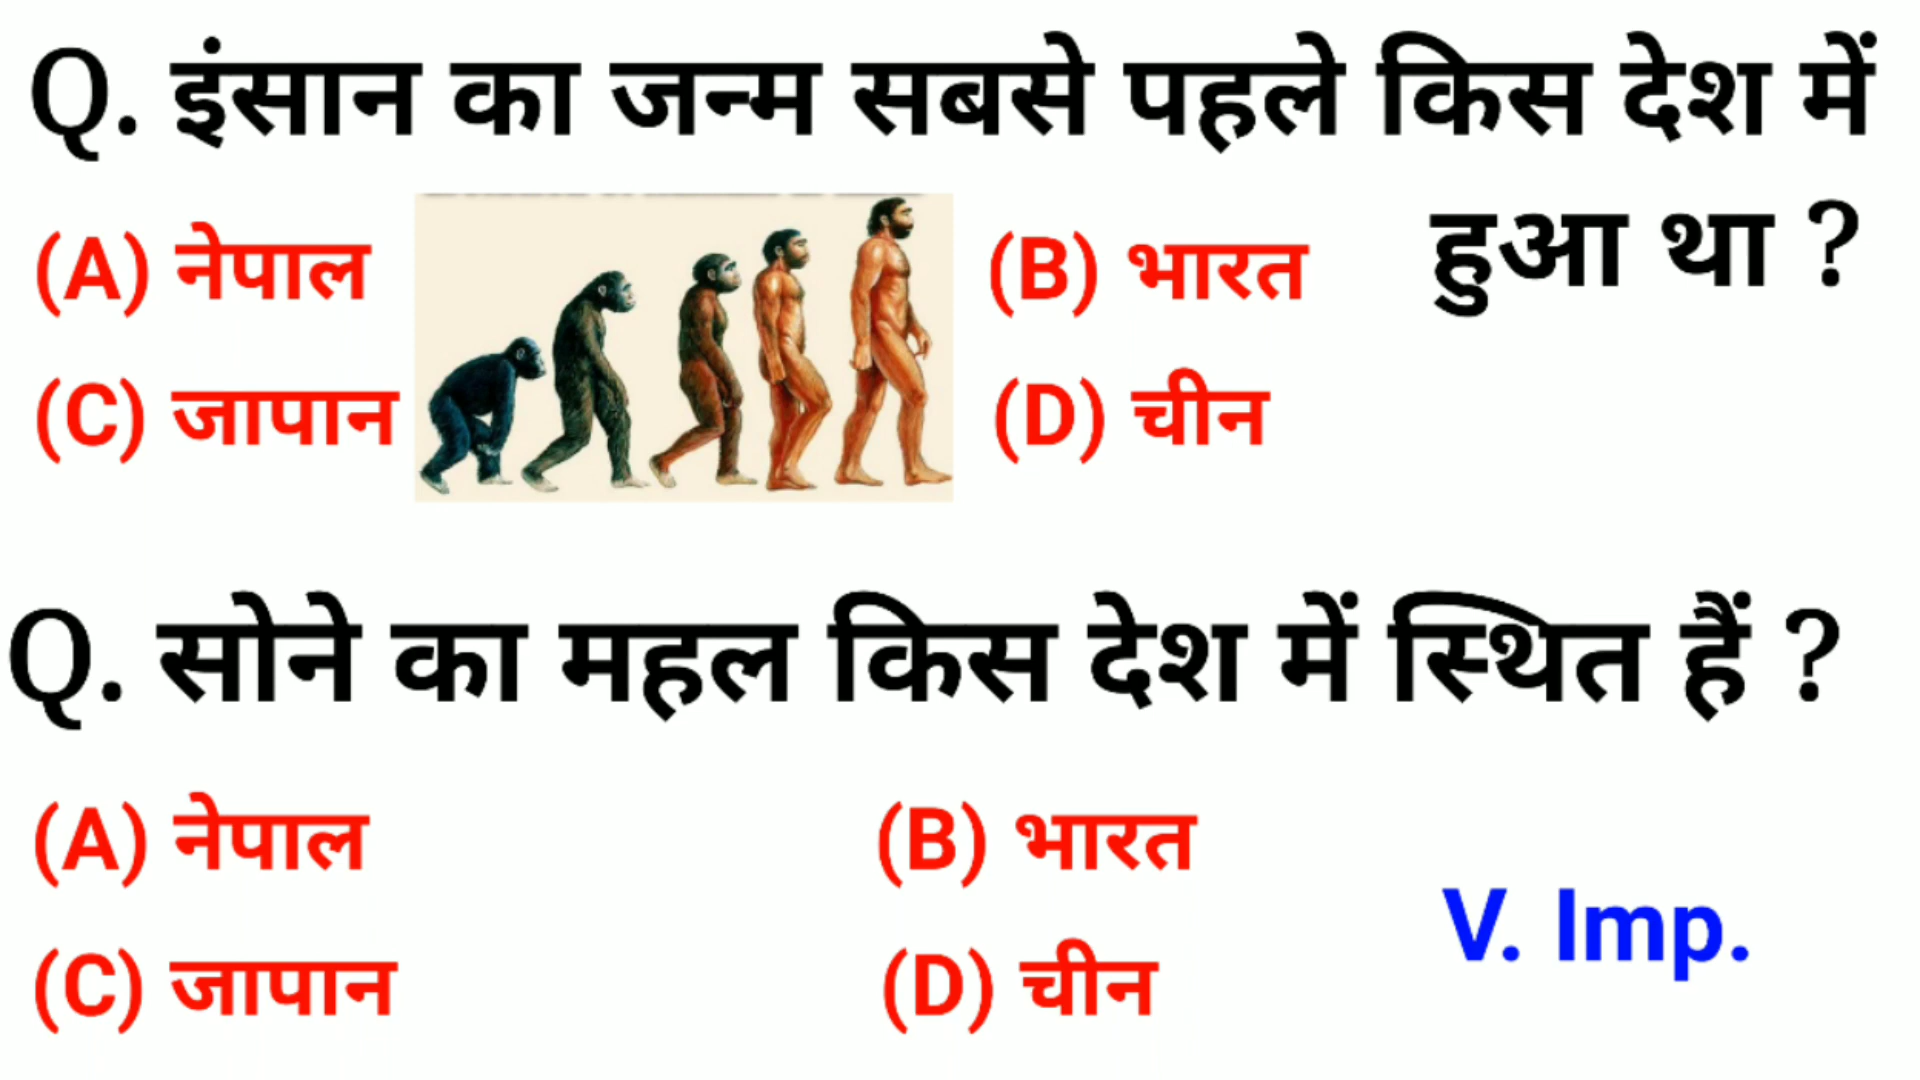 Q. इंसान का जन्म सबसे पहले किस देश में
हुआ था ?
(A) नेपाल (B) भारत
(C) जापान (D) चीन
Q. सोने का महल किस देश में स्थित हैं ?
(A) नेपाल (B) भारत
(C) जापान (D) चीन
V. Imp.